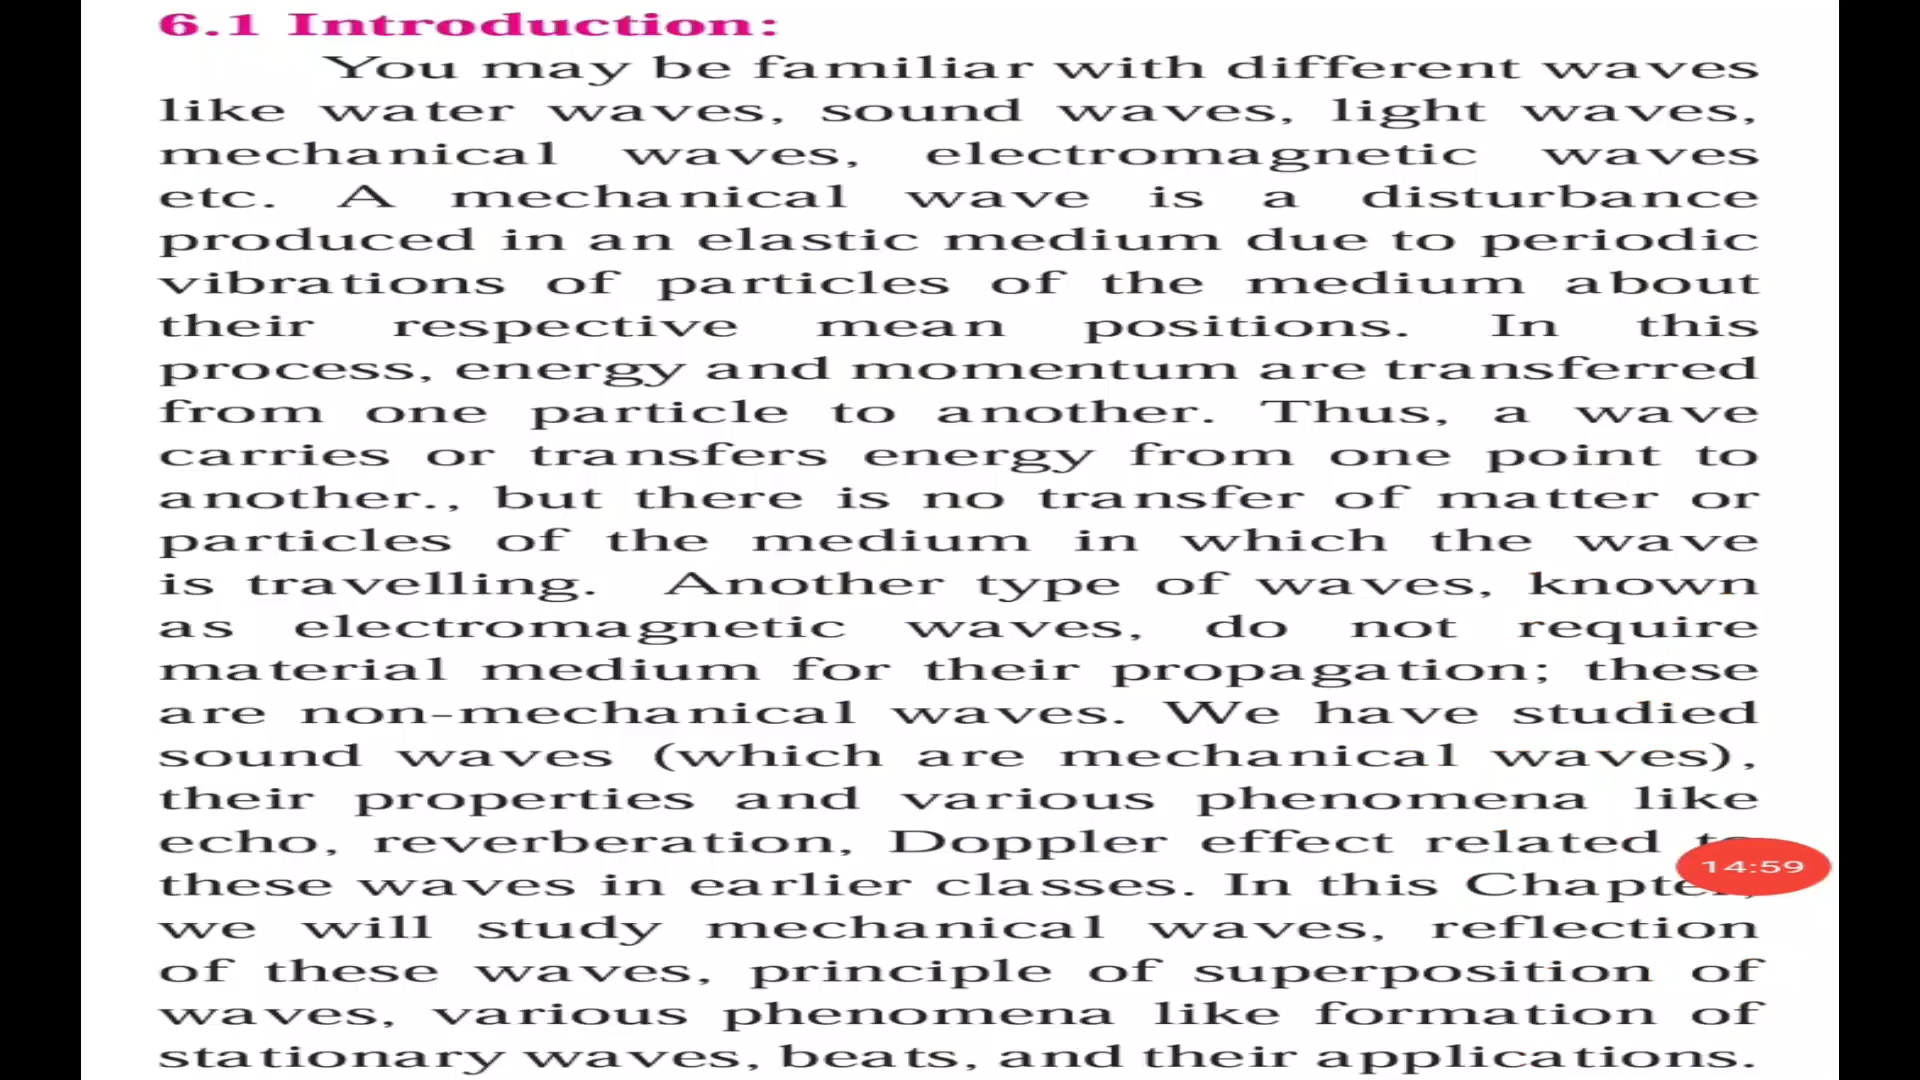 6.1 Introduction:
You may be familiar with different waves
like water waves, sound waves, light waves,
mechanical waves, electromagnetic waves
etc. A mechanical wave is a disturbance
produced in an elastic medium due to periodic
vibrations of particles of the medium about
their respective mean positions. In this
process, energy and momentum are transferred
from one particle to another. Thus, a wave
carries or transfers energy from one point to
another., but there is no transfer of matter or
particles of the medium in which the wave
is travelling. Another type of waves, known
as electromagnetic waves, do not require
material medium for their propagation; these
are non-mechanical waves. We have studied
sound waves (which are mechanical waves),
their properties and various phenomena like
echo, reverberation, Doppler effect related to
14:59
these waves in earlier classes. In this Chapter,
we will study mechanical waves, reflection
of these waves, principle of superposition of
waves, various phenomena like formation of
stationary waves, beats, and their applications.